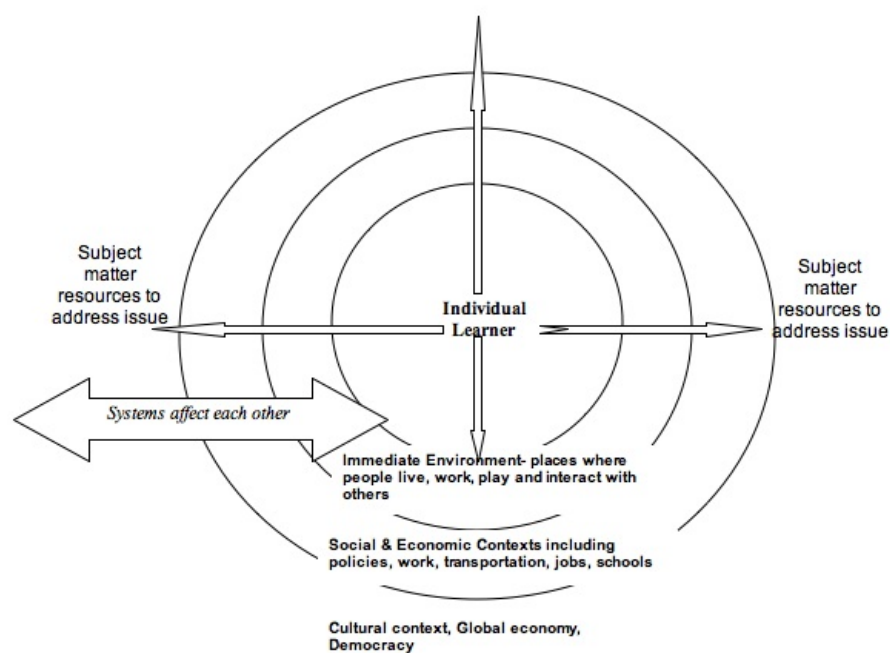 Subject
matter
resources to
address issue
Subject
matter
resources to
address issue
Individual
Learner
Systems affect each other
Immediate Environment- places where
people live, work, play and interact with
others
Social & Economic Contexts including
policies, work, transportation, jobs, schools
Cultural context, Global economy,
Democracy